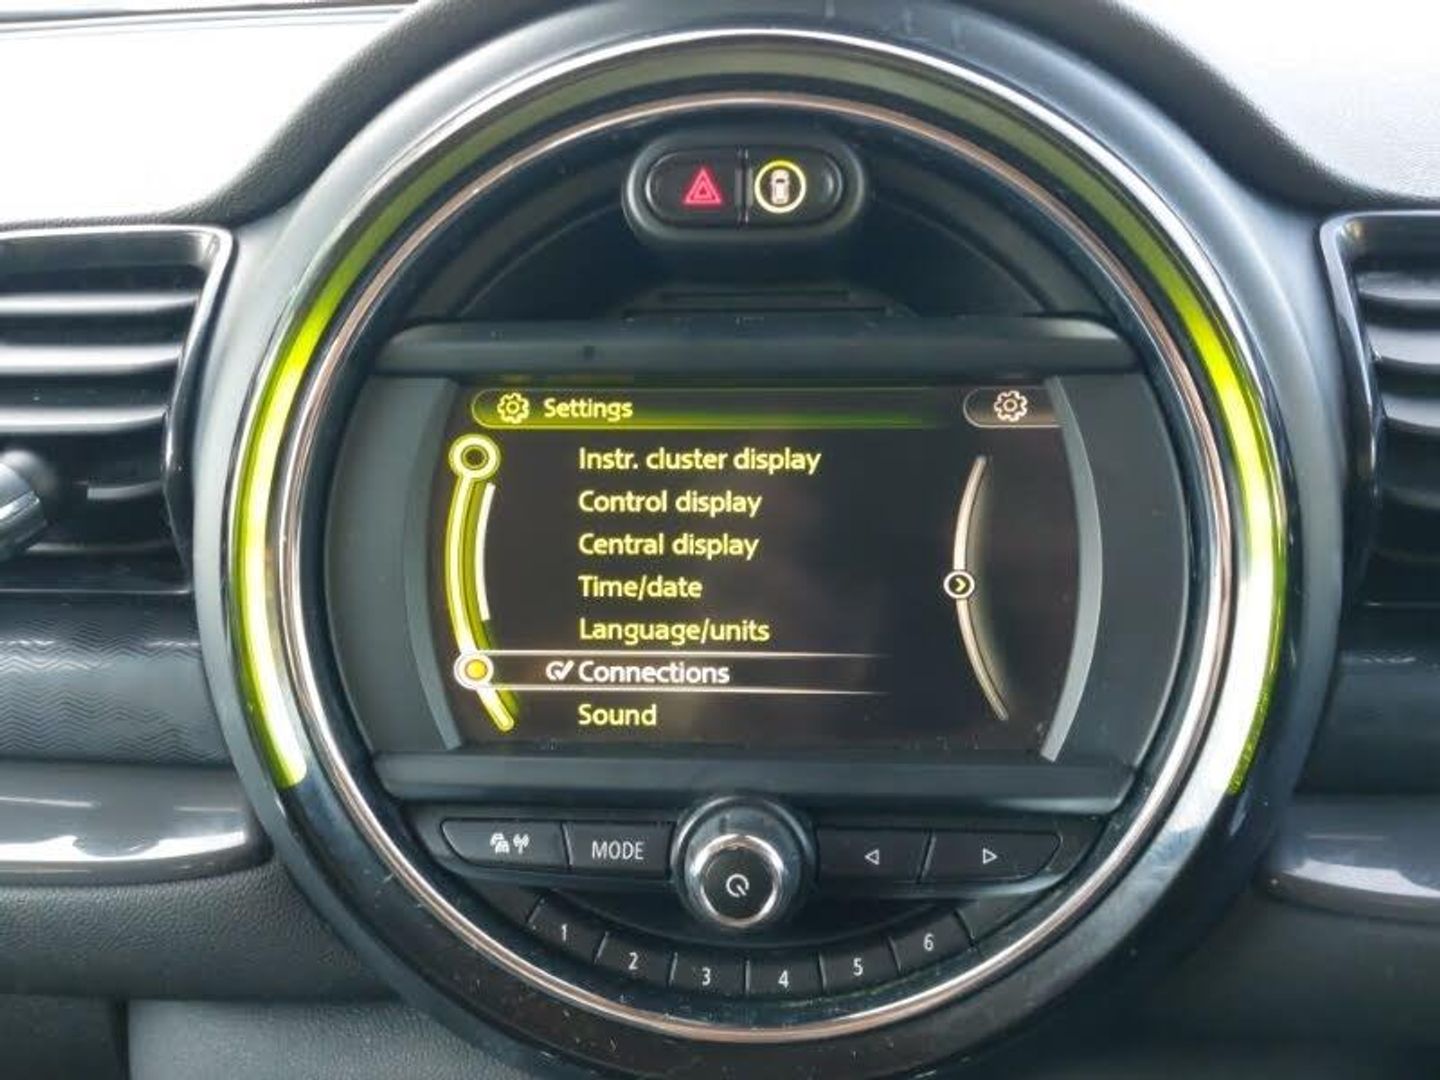 Settings
Instr. cluster display
Control display
Central display
Time/date
Language/units
Connections
Sound
MODE
1 2 3 4 5 6